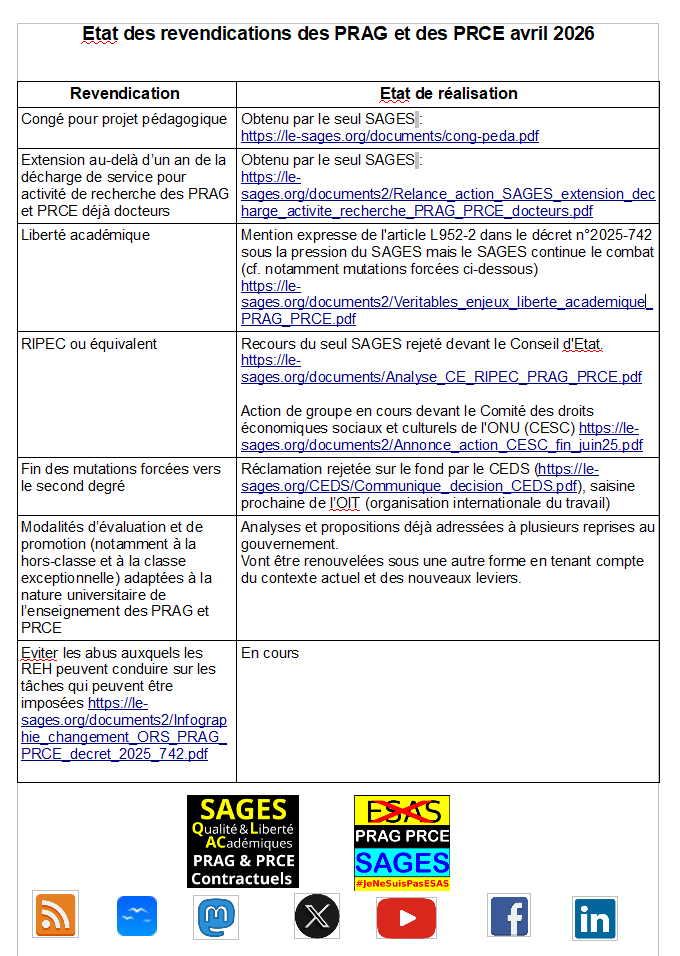 Etat des revendications des PRAG et des PRCE avril 2026
Revendication
Etat de réalisation
Congé pour projet pédagogique
Obtenu par le seul SAGES :
https://le-sages.org/documents/cong-peda.pdf
Extension au-delà d'un an de la
décharge de service pour
activité de recherche des PRAG
et PRCE déjà docteurs
Obtenu par le seul SAGES :
https://le-
sages.org/documents2/Relance_action_SAGES_extension_dec
harge_activite_recherche_PRAG_PRCE_docteurs.pdf
Liberté académique
Mention expresse de l'article L952-2 dans le décret n°2025-742
sous la pression du SAGES mais le SAGES continue le combat
(cf. notamment mutations forcées ci-dessous)
https://le-
sages.org/documents2/Veritables_enjeux_liberte_academique_
PRAG_PRCE.pdf
RIPEC ou équivalent
Recours du seul SAGES rejeté devant le Conseil d'Etat.
https://le-
sages.org/documents/Analyse_CE_RIPEC_PRAG_PRCE.pdf
Action de groupe en cours devant le Comité des droits
économiques sociaux et culturels de l'ONU (CESC) https://le-
sages.org/documents2/Annonce_action_CESC_fin_juin25.pdf
Fin des mutations forcées vers
le second degré
Réclamation rejetée sur le fond par le CEDS (https://le-
sages.org/CEDS/Communique_decision_CEDS.pdf), saisine
prochaine de l'OIT (organisation internationale du travail)
Modalités d'évaluation et de
promotion (notamment à la
hors-classe et à la classe
exceptionnelle) adaptées à la
nature universitaire de
l'enseignement des PRAG et
PRCE
Analyses et propositions déjà adressées à plusieurs reprises au
gouvernement.
Vont être renouvelées sous une autre forme en tenant compte
du contexte actuel et des nouveaux leviers.
Eviter les abus auxquels les
REH peuvent conduire sur les
tâches qui peuvent être
imposées https://le-
sages.org/documents2/Infograp
hie_changement_ORS_PRAG_
PRCE_decret_2025_742.pdf
En cours
SAGES
Qualité & Liberté
ACadémiques
PRAG & PRCE
Contractuels
ESAS
PRAG PRCE
SAGES
#JeNeSuisPasESAS